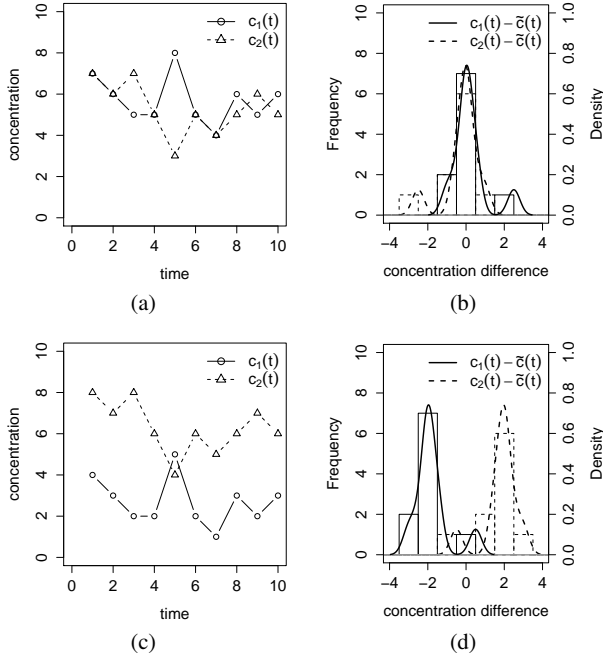 c₁(t)
c₂(t)
concentration
10
8
6
4
2
0
0 2 4 6 8 10
time
(a)
c₁(t) − c̃(t)
c₂(t) − c̃(t)
Frequency
10
8
6
4
2
0
Density
1.0
0.8
0.6
0.4
0.2
0.0
−4 −2 0 2 4
concentration difference
(b)
c₁(t)
c₂(t)
concentration
10
8
6
4
2
0
0 2 4 6 8 10
time
(c)
c₁(t) − c̃(t)
c₂(t) − c̃(t)
Frequency
10
8
6
4
2
0
Density
1.0
0.8
0.6
0.4
0.2
0.0
−4 −2 0 2 4
concentration difference
(d)